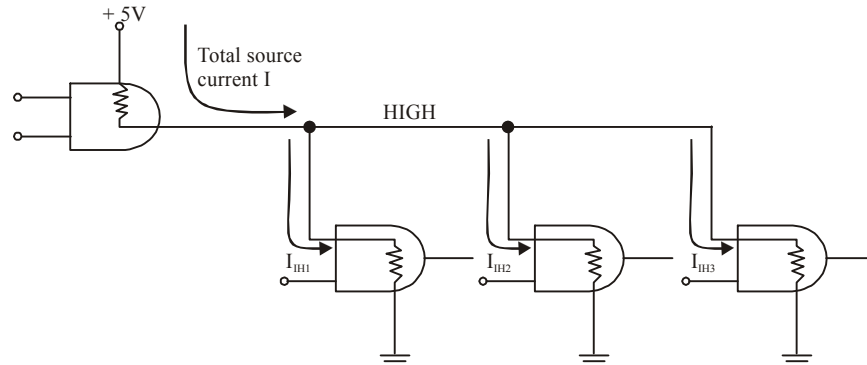 + 5V
Total source
current I
HIGH
I_IH1
I_IH2
I_IH3